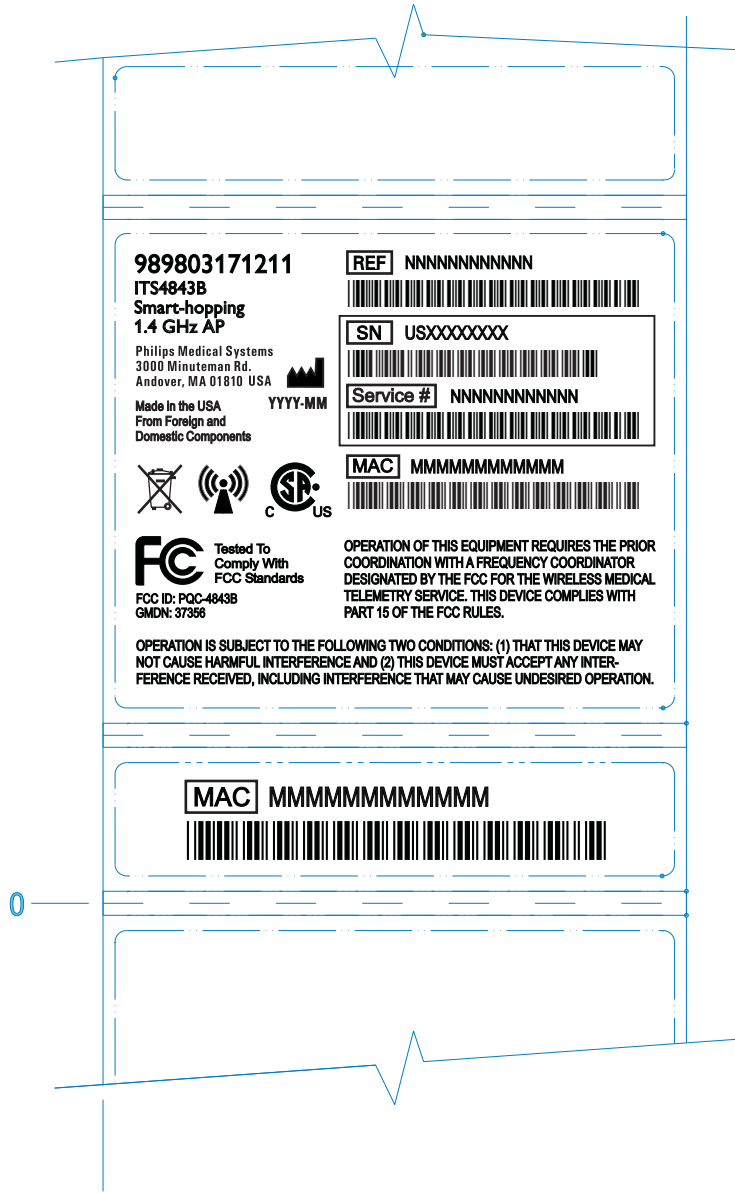 989803171211
ITS4843B
Smart-hopping
1.4 GHz AP
Philips Medical Systems
3000 Minuteman Rd.
Andover, MA 01810 USA
YYYY-MM
Made In the USA
From Foreign and
Domestic Components
REF NNNNNNNNNNNN
SN USXXXXXXXX
Service # NNNNNNNNNNNN
MAC MMMMMMMMMMMM
C SA US
FC Tested To
Comply With
FCC Standards
FCC ID: PQC-4843B
GMDN: 37356
OPERATION OF THIS EQUIPMENT REQUIRES THE PRIOR
COORDINATION WITH A FREQUENCY COORDINATOR
DESIGNATED BY THE FCC FOR THE WIRELESS MEDICAL
TELEMETRY SERVICE. THIS DEVICE COMPLIES WITH
PART 15 OF THE FCC RULES.
OPERATION IS SUBJECT TO THE FOLLOWING TWO CONDITIONS: (1) THAT THIS DEVICE MAY
NOT CAUSE HARMFUL INTERFERENCE AND (2) THIS DEVICE MUST ACCEPT ANY INTER-
FERENCE RECEIVED, INCLUDING INTERFERENCE THAT MAY CAUSE UNDESIRED OPERATION.
MAC MMMMMMMMMMMM
0